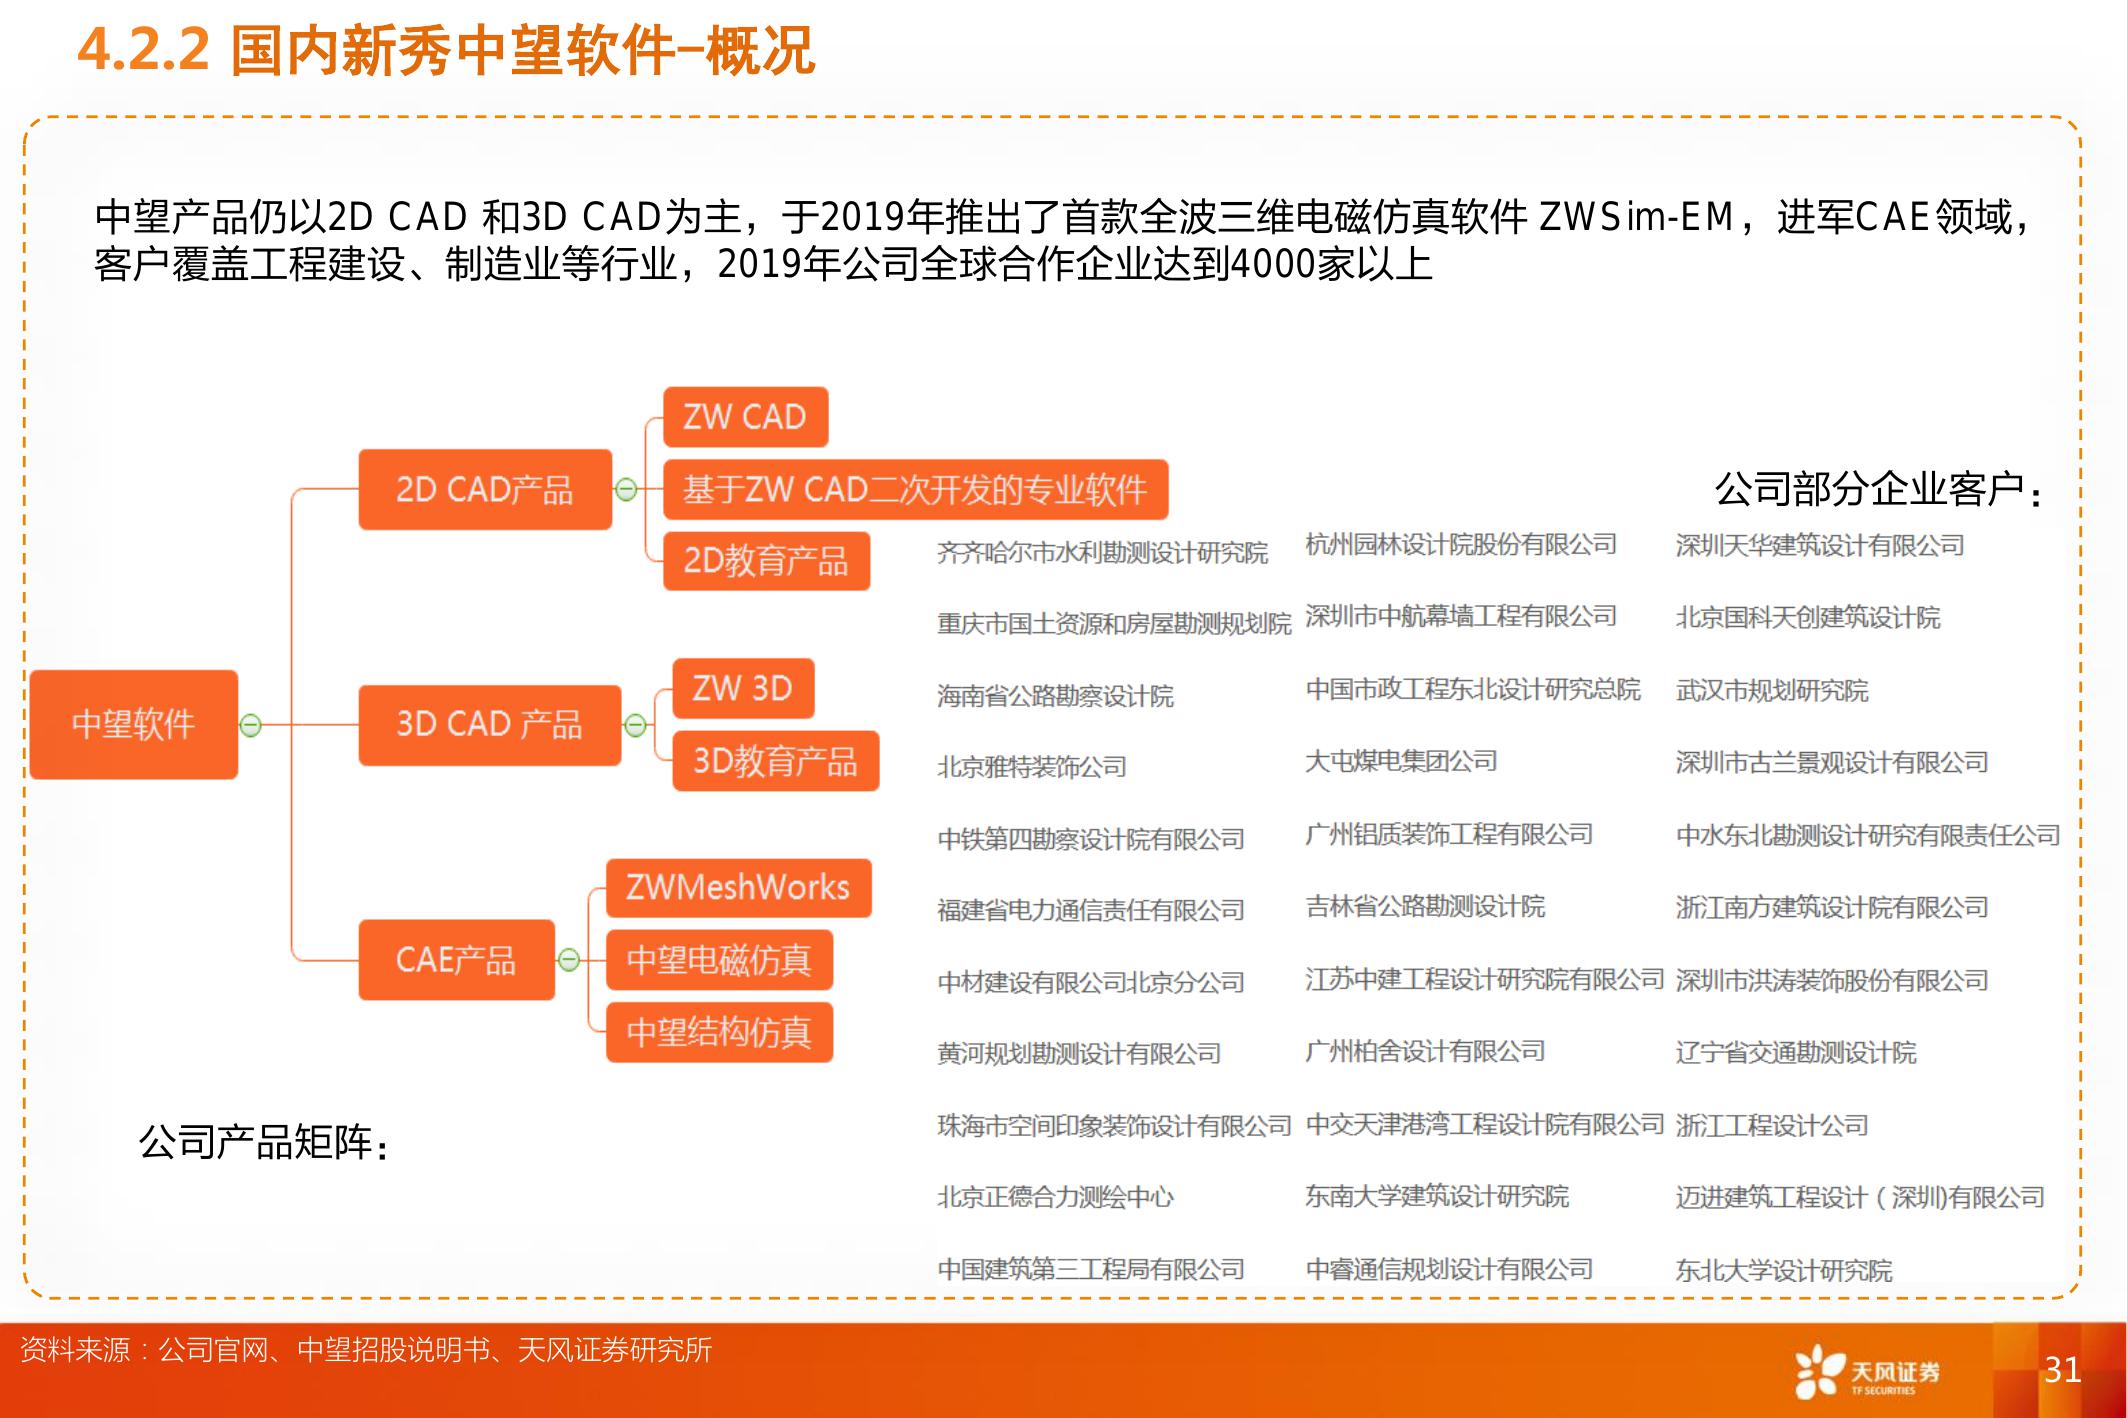 4.2.2 国内新秀中望软件-概况
中望产品仍以2D CAD 和3D CAD为主，于2019年推出了首款全波三维电磁仿真软件 ZWSim-EM，进军CAE领域，
客户覆盖工程建设、制造业等行业，2019年公司全球合作企业达到4000家以上
中望软件
2D CAD产品
ZW CAD
基于ZW CAD二次开发的专业软件
2D教育产品
3D CAD 产品
ZW 3D
3D教育产品
CAE产品
ZWMeshWorks
中望电磁仿真
中望结构仿真
公司产品矩阵：
公司部分企业客户：
齐齐哈尔市水利勘测设计研究院 杭州园林设计院股份有限公司 深圳天华建筑设计有限公司
重庆市国土资源和房屋勘测规划院 深圳市中航幕墙工程有限公司 北京国科天创建筑设计院
海南省公路勘察设计院 中国市政工程东北设计研究总院 武汉市规划研究院
北京雅特装饰公司 大屯煤电集团公司 深圳市古兰景观设计有限公司
中铁第四勘察设计院有限公司 广州铝质装饰工程有限公司 中水东北勘测设计研究有限责任公司
福建省电力通信责任有限公司 吉林省公路勘测设计院 浙江南方建筑设计院有限公司
中材建设有限公司北京分公司 江苏中建工程设计研究院有限公司 深圳市洪涛装饰股份有限公司
黄河规划勘测设计有限公司 广州柏舍设计有限公司 辽宁省交通勘测设计院
珠海市空间印象装饰设计有限公司 中交天津港湾工程设计院有限公司 浙江工程设计公司
北京正德合力测绘中心 东南大学建筑设计研究院 迈进建筑工程设计（深圳)有限公司
中国建筑第三工程局有限公司 中睿通信规划设计有限公司 东北大学设计研究院
资料来源：公司官网、中望招股说明书、天风证券研究所
天风证券
TF SECURITIES
31